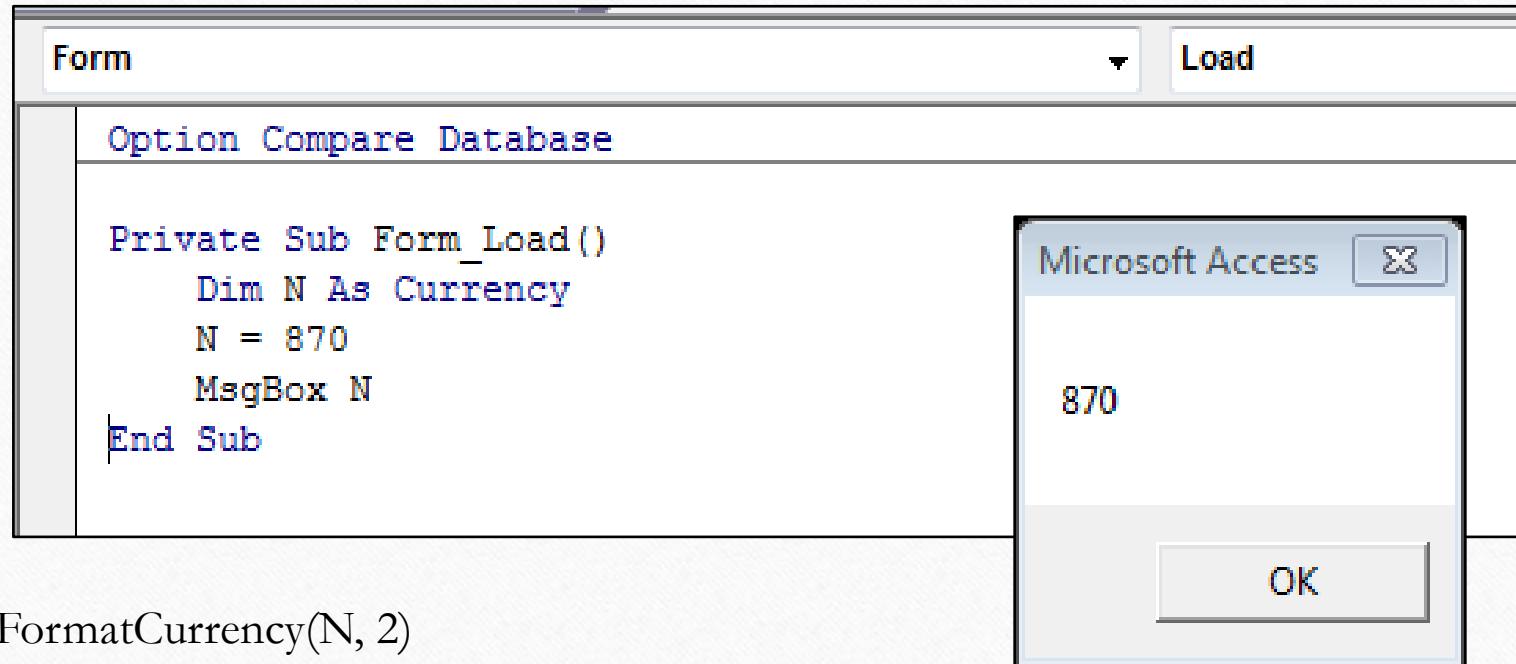 Form
Load
Option Compare Database
Private Sub Form_Load()
Dim N As Currency
N = 870
MsgBox N
End Sub
Microsoft Access
870
OK
FormatCurrency(N, 2)